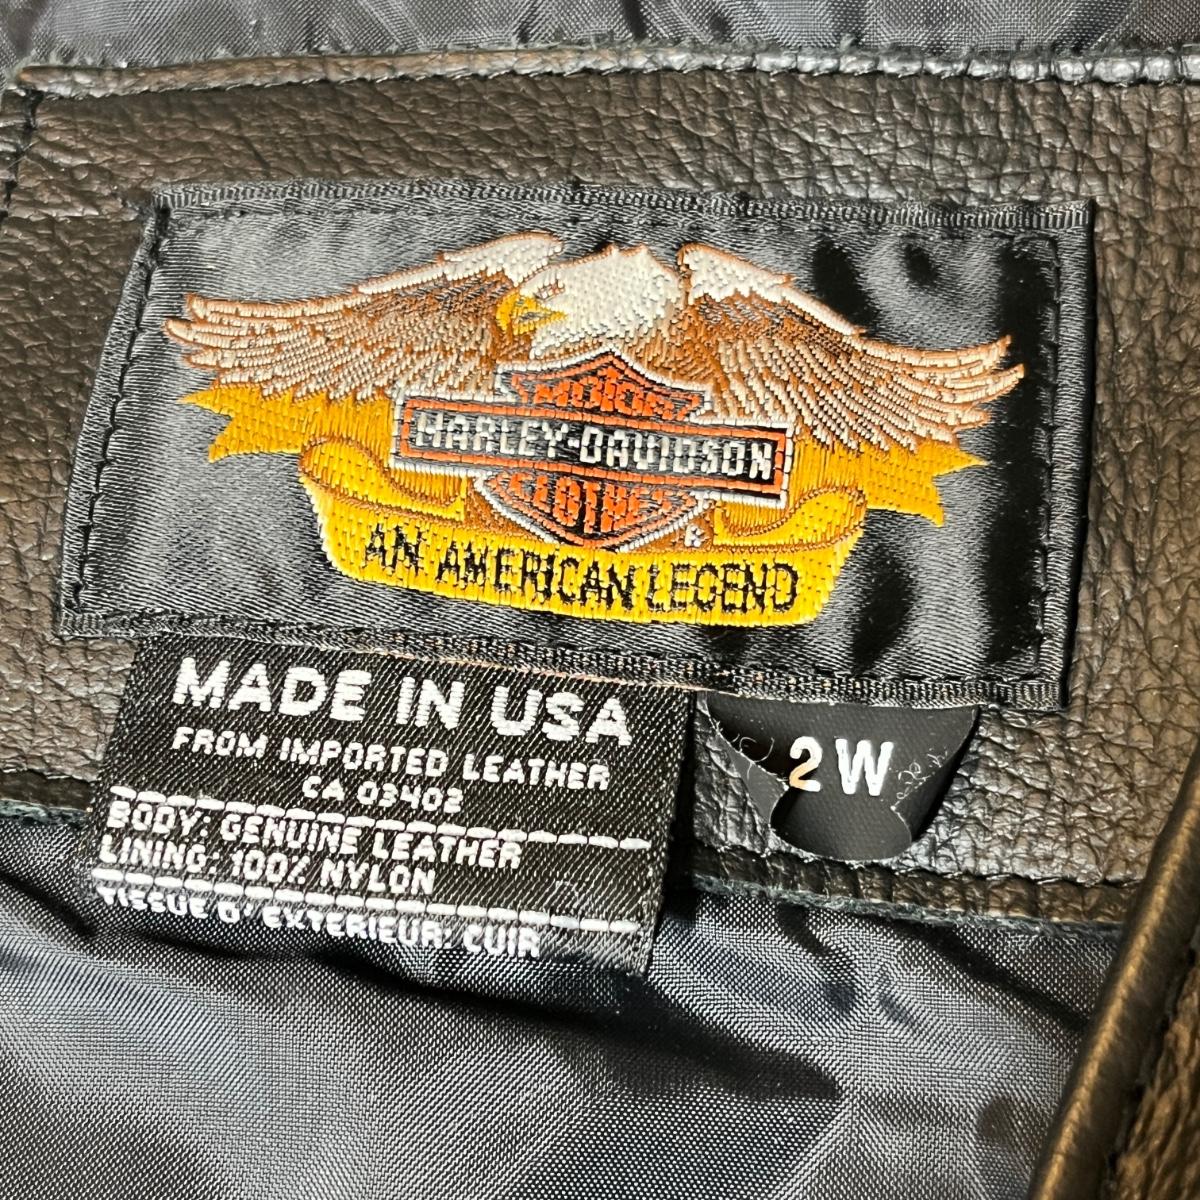 MOTOR
HARLEY-DAVIDSON
CLOTHES
®
AN AMERICAN LEGEND
MADE IN USA
FROM IMPORTED LEATHER
CA 03402
BODY: GENUINE LEATHER
LINING: 100% NYLON
TISSUE D' EXTERIEUR: CUIR
2W